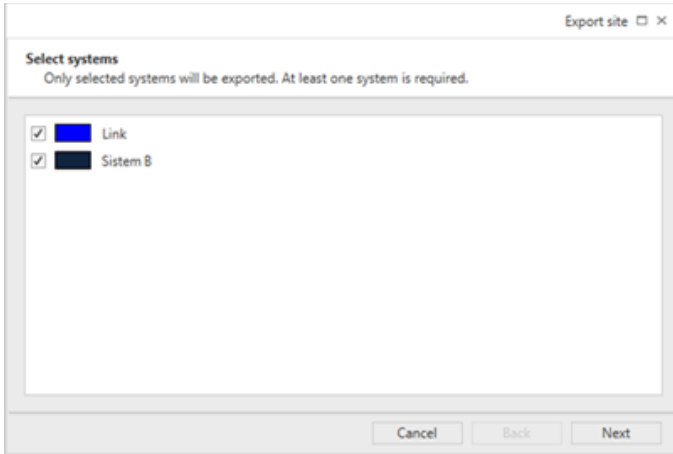 Export site
Select systems
Only selected systems will be exported. At least one system is required.
Link
Sistem B
Cancel Back Next